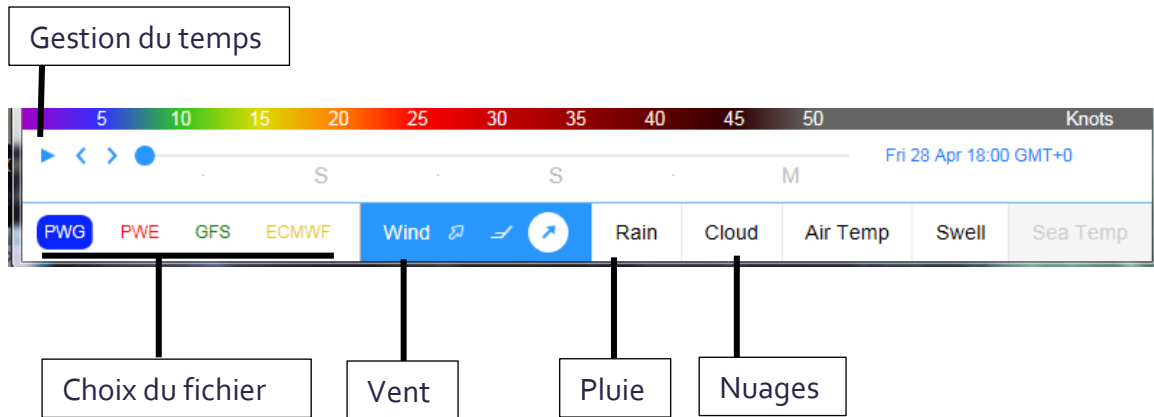 Gestion du temps
5 10 15 20 25 30 35 40 45 50 Knots
Fri 28 Apr 18:00 GMT+0
S S M
PWG PWE GFS ECMWF Wind Rain Cloud Air Temp Swell Sea Temp
Choix du fichier Vent Pluie Nuages